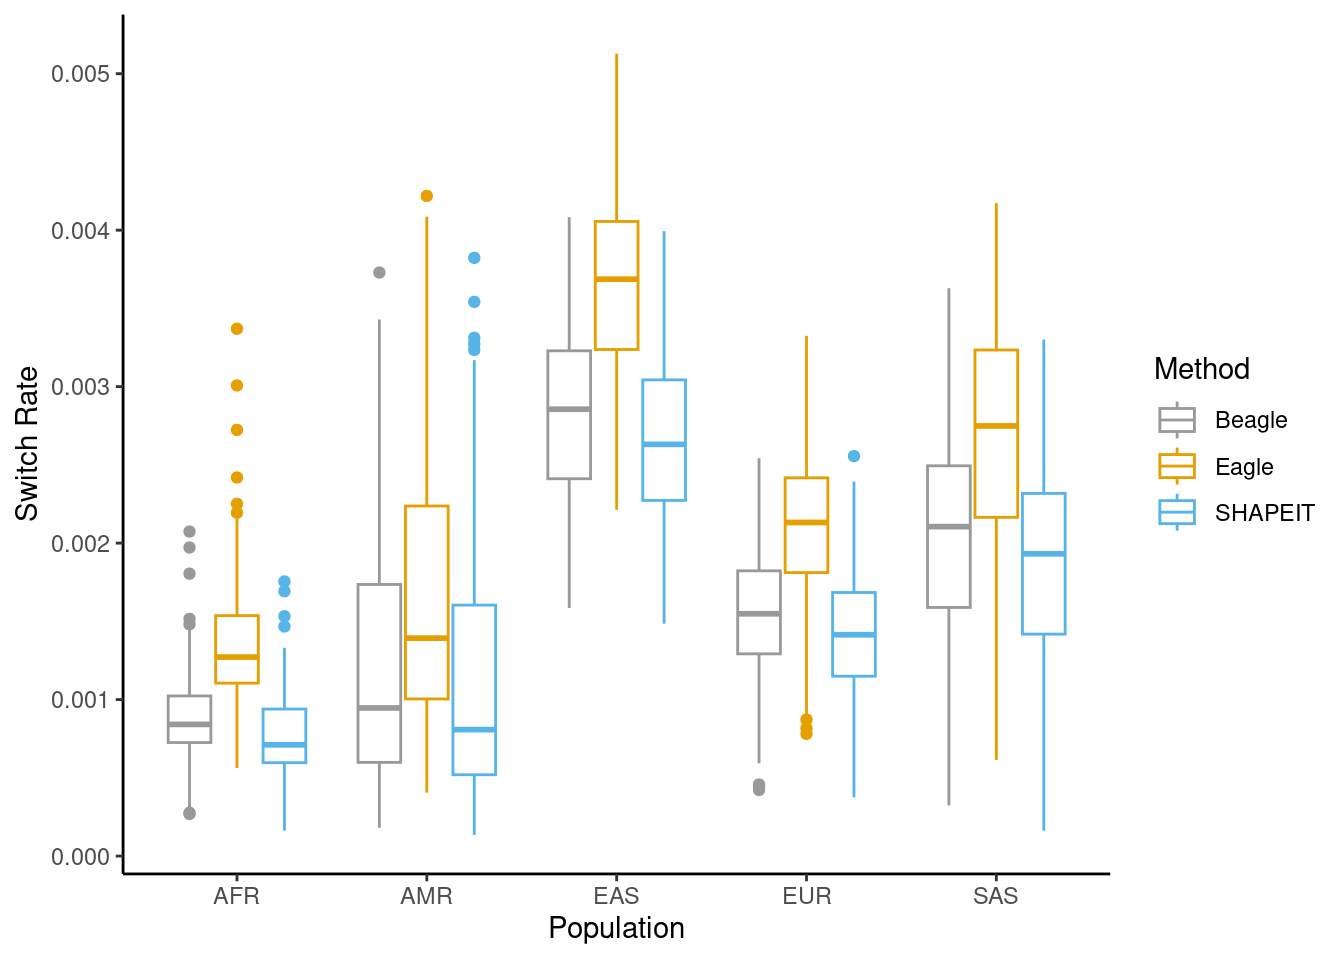 Switch Rate
0.005
0.004
0.003
0.002
0.001
0.000
AFR AMR EAS EUR SAS
Population
Method
Beagle
Eagle
SHAPEIT